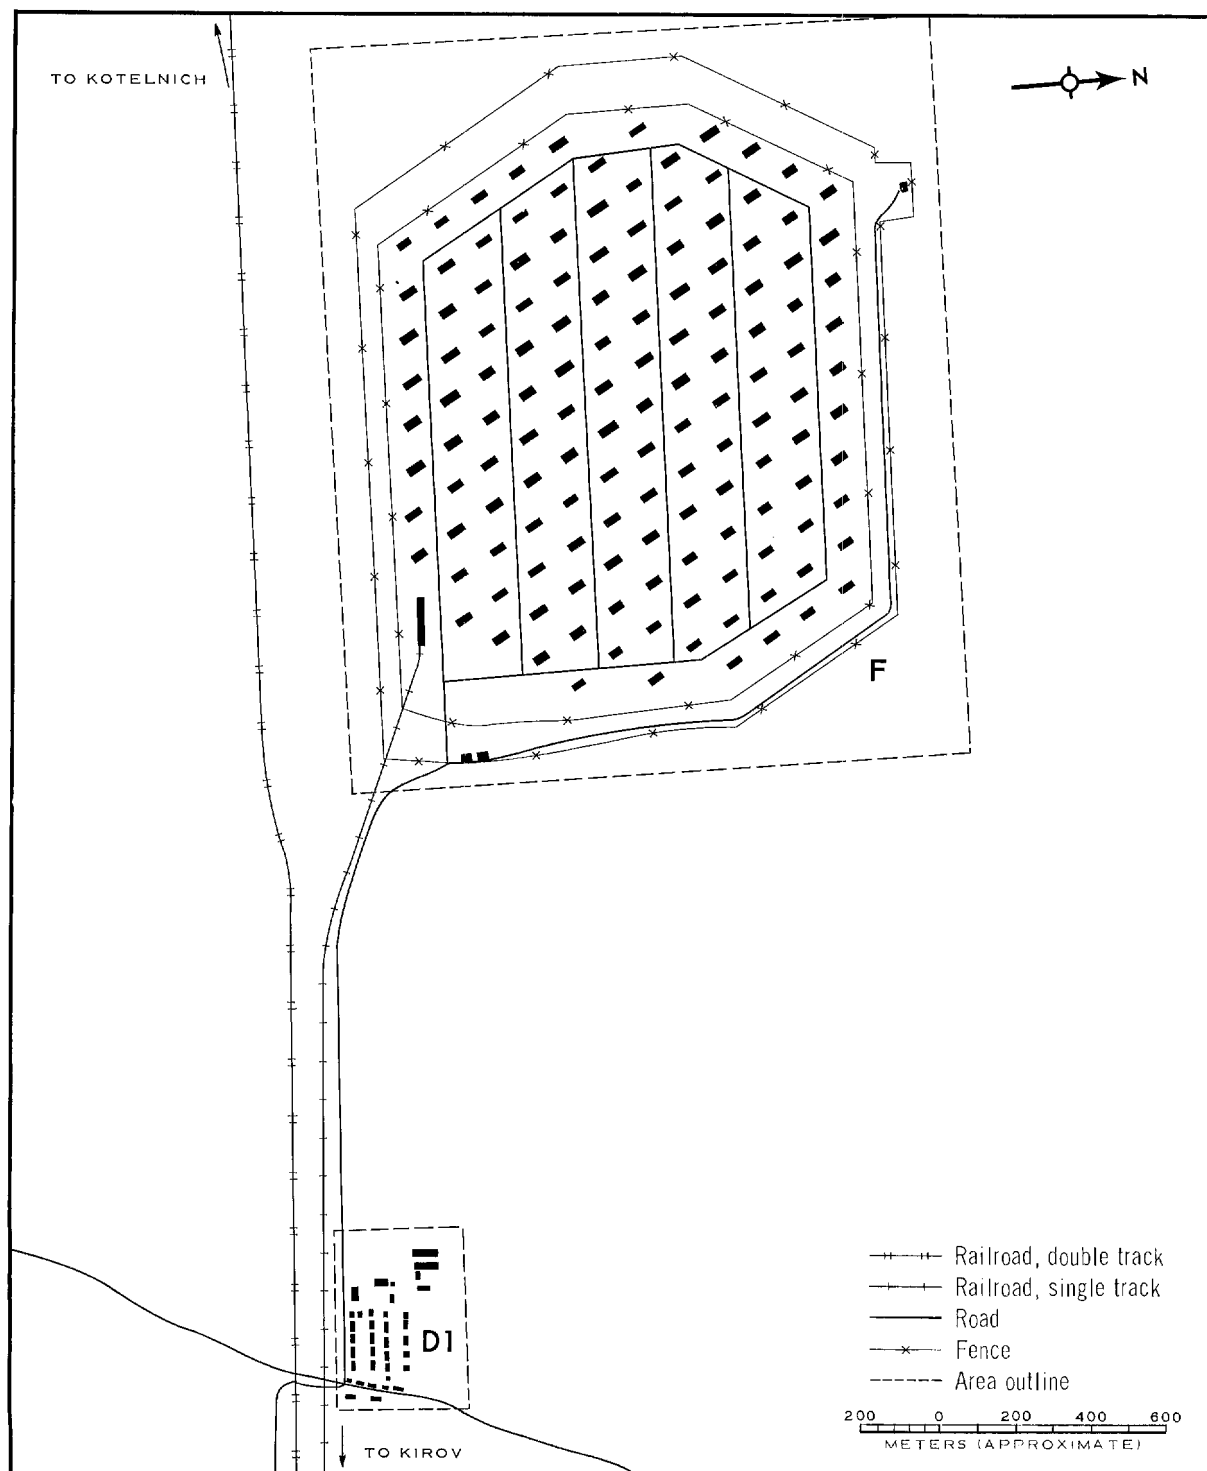 TO KOTELNICH
N
F
D1
TO KIROV
Railroad, double track
Railroad, single track
Road
Fence
Area outline
200 0 200 400 600
METERS (APPROXIMATE)